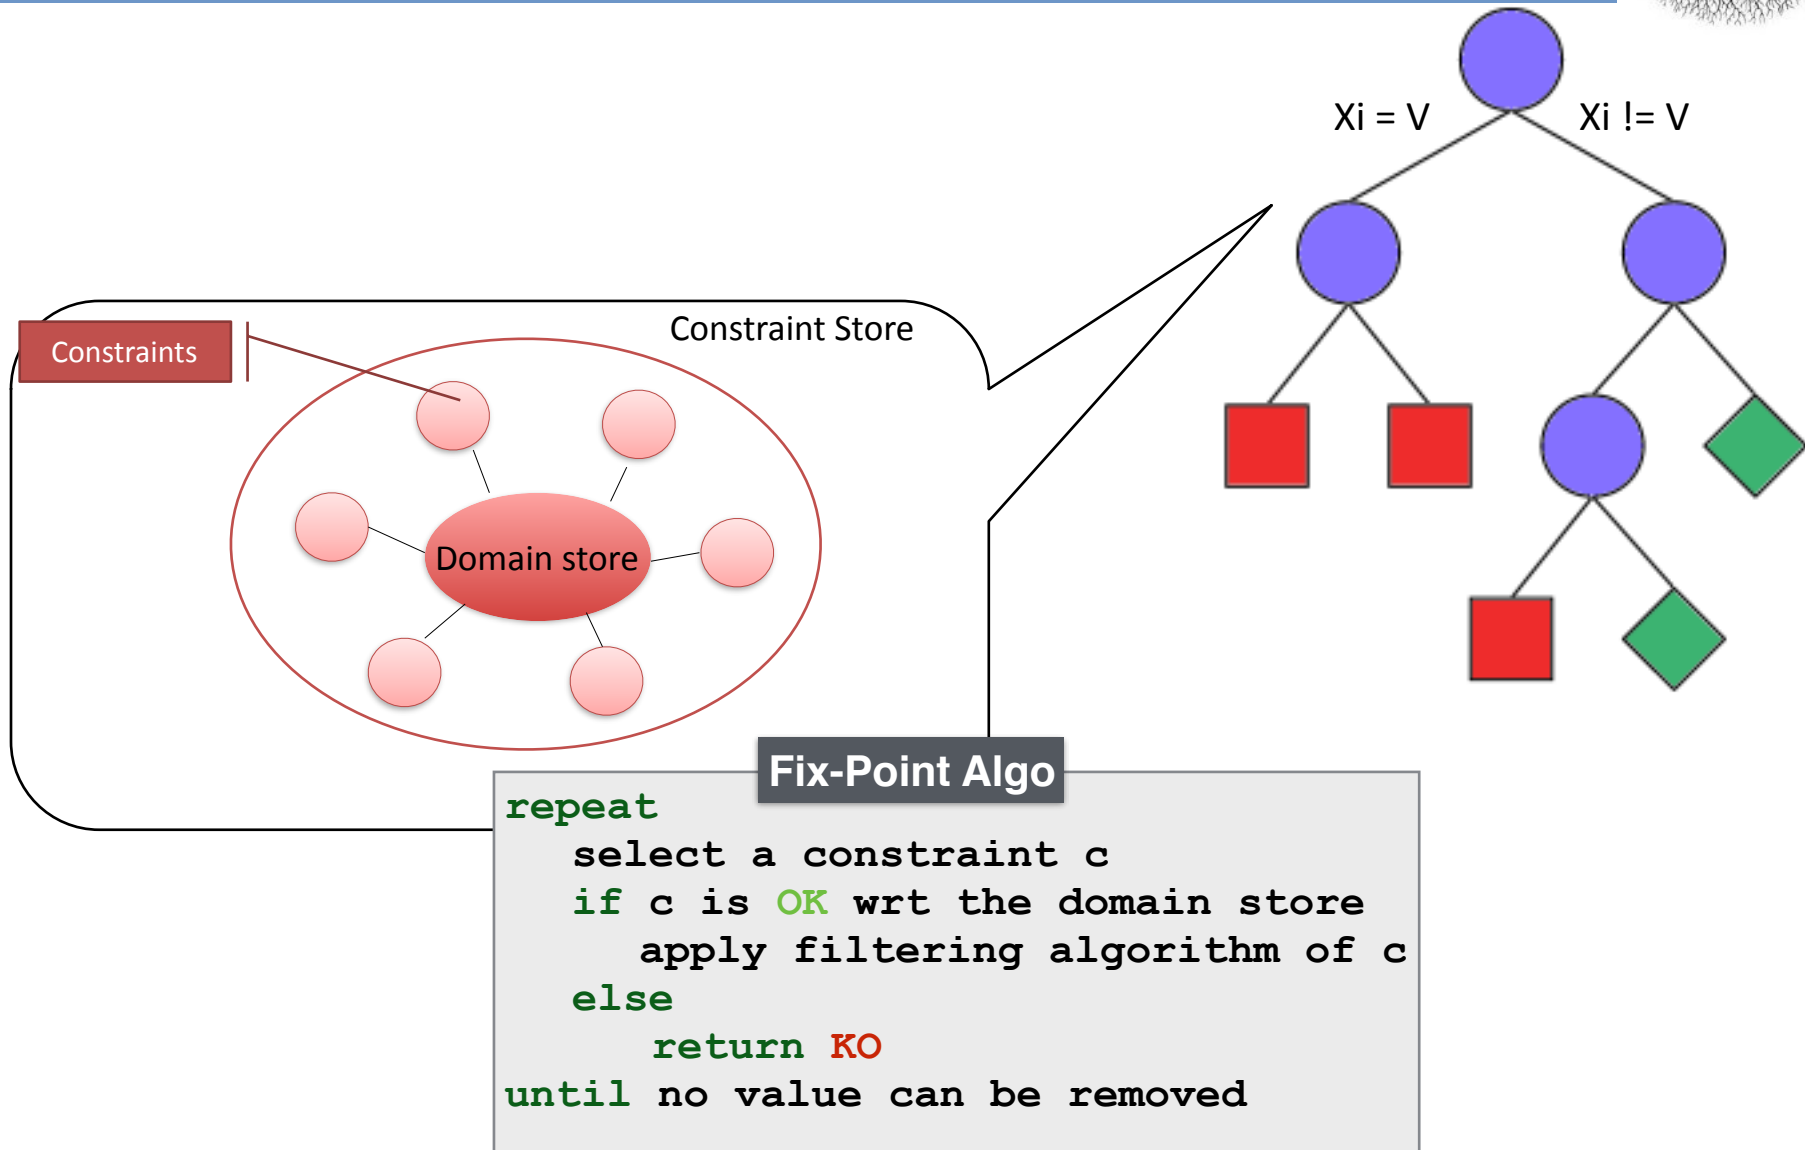 Xi = V
Xi != V
Constraint Store
Constraints
Domain store
Fix-Point Algo
repeat
select a constraint c
if c is OK wrt the domain store
apply filtering algorithm of c
else
return KO
until no value can be removed